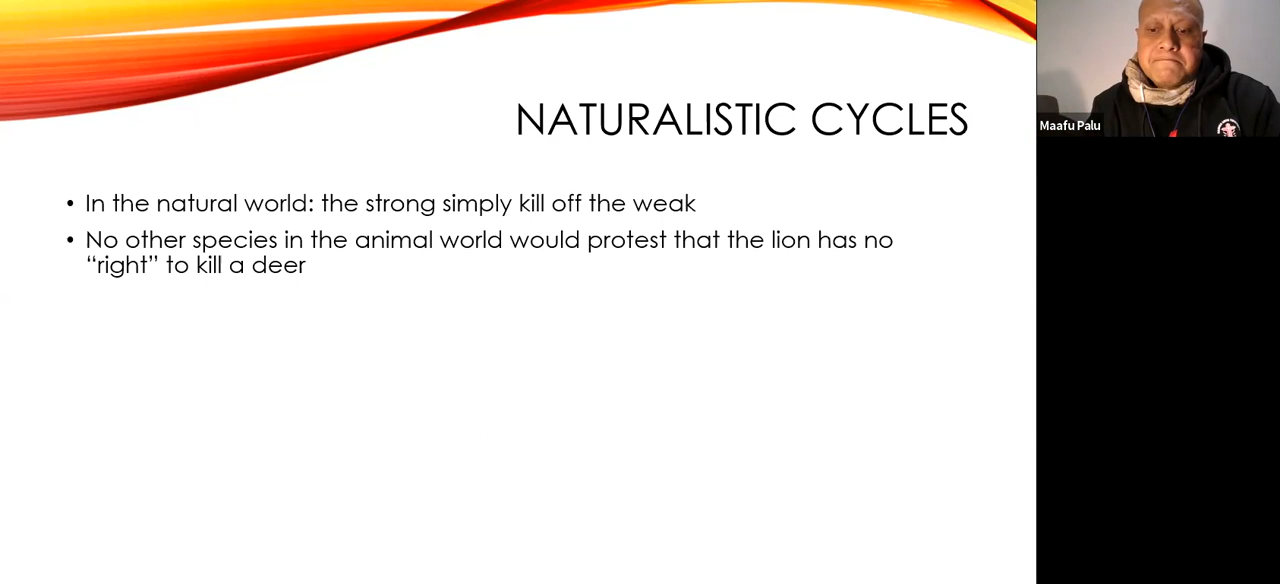 NATURALISTIC CYCLES
• In the natural world: the strong simply kill off the weak
• No other species in the animal world would protest that the lion has no
“right” to kill a deer
Maafu Palu